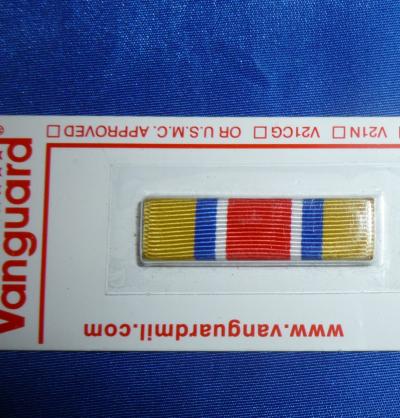 www.vanguardmil.com
☐ V21N ☐ V21CG ☐ OR U.S.M.C. APPROVED ☐
Vanguard
®